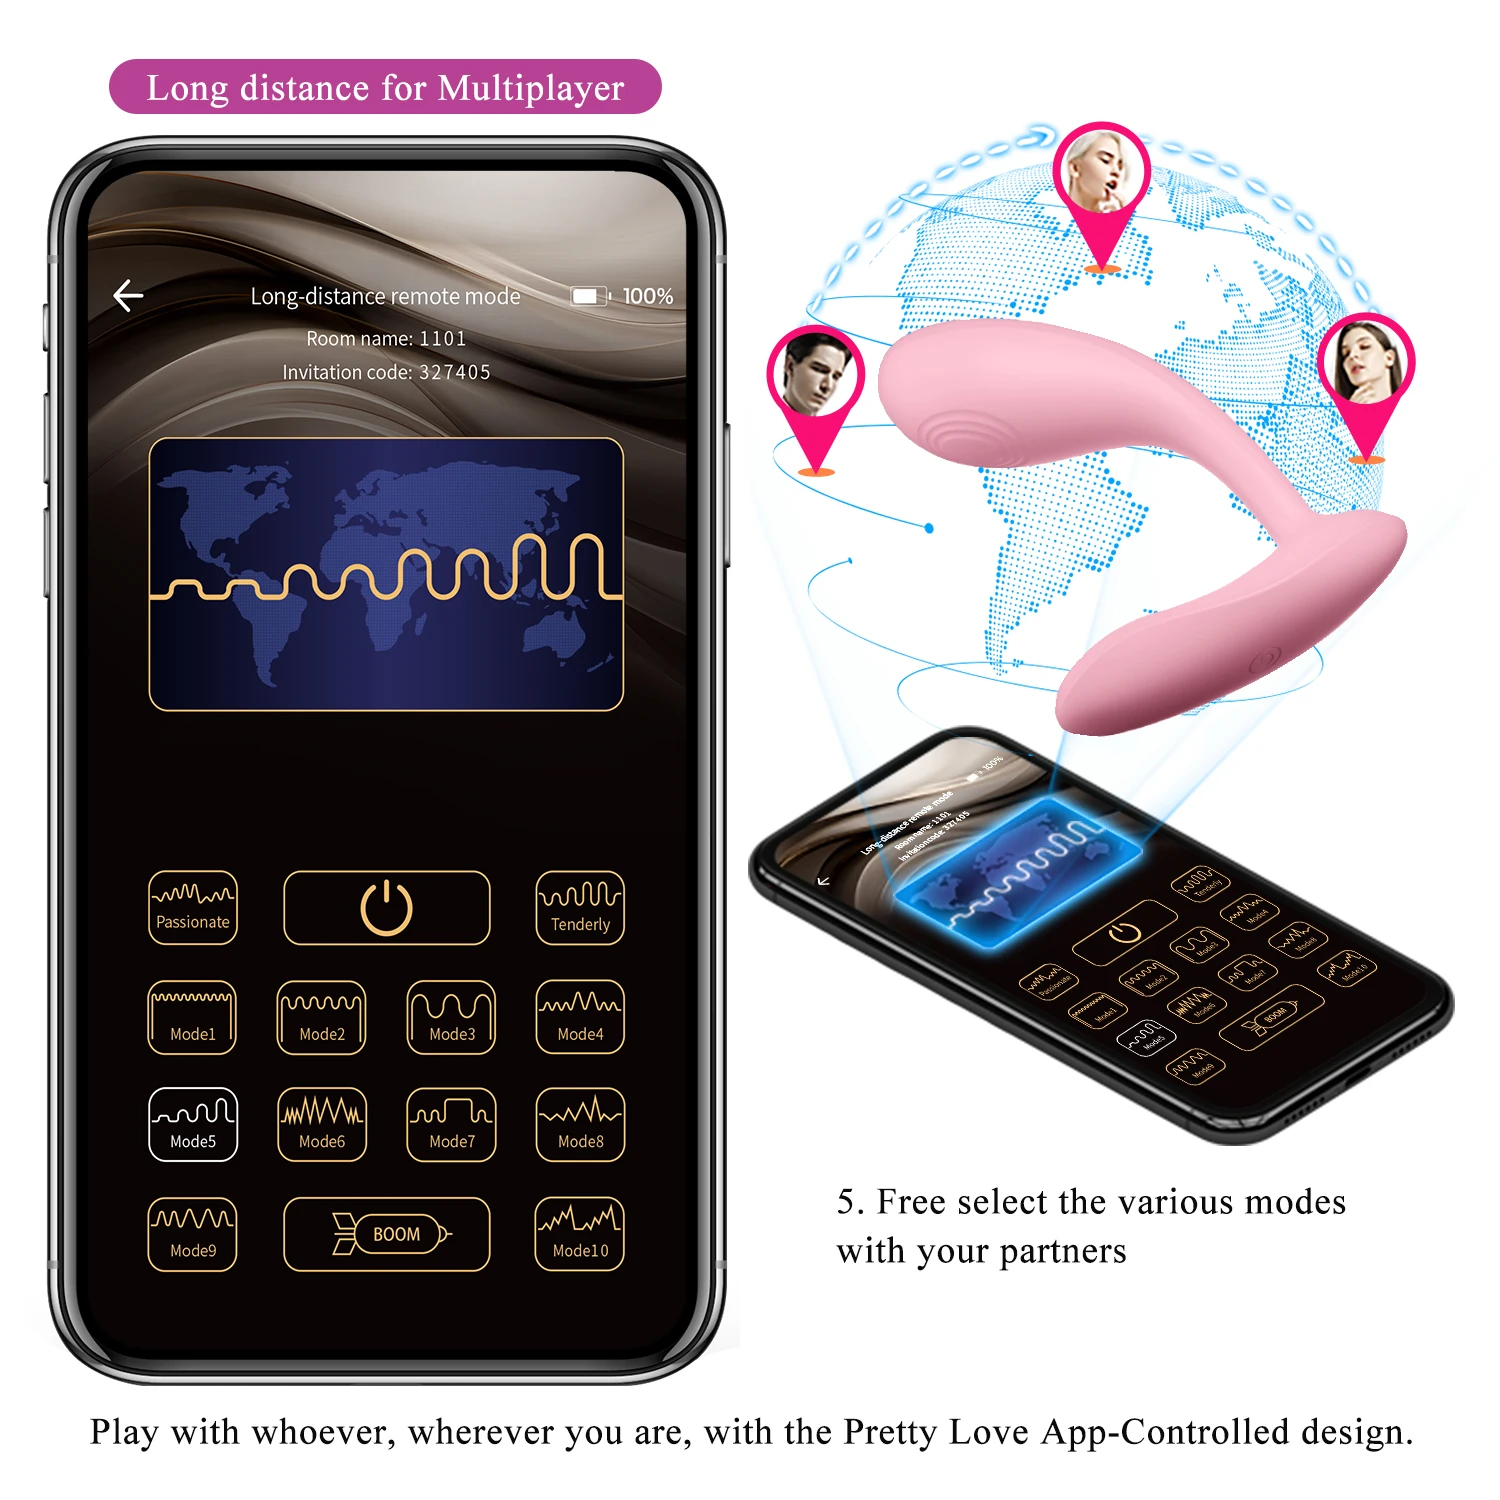 Long distance for Multiplayer
Long-distance remote mode 100%
Room name: 1101
Invitation code: 327405
Passionate
Tenderly
Mode1 Mode2 Mode3 Mode4
Mode5 Mode6 Mode7 Mode8
Mode9 BOOM Mode10
100%
Long-distance remote mode
Room name: 1101
Invitation code: 327405
Tenderly
Mode4
Mode3
Mode8
Passionate
Mode2
Mode7
Mode10
Mode1
Mode6
BOOM
Mode5
Mode9
5. Free select the various modes
with your partners
Play with whoever, wherever you are, with the Pretty Love App-Controlled design.